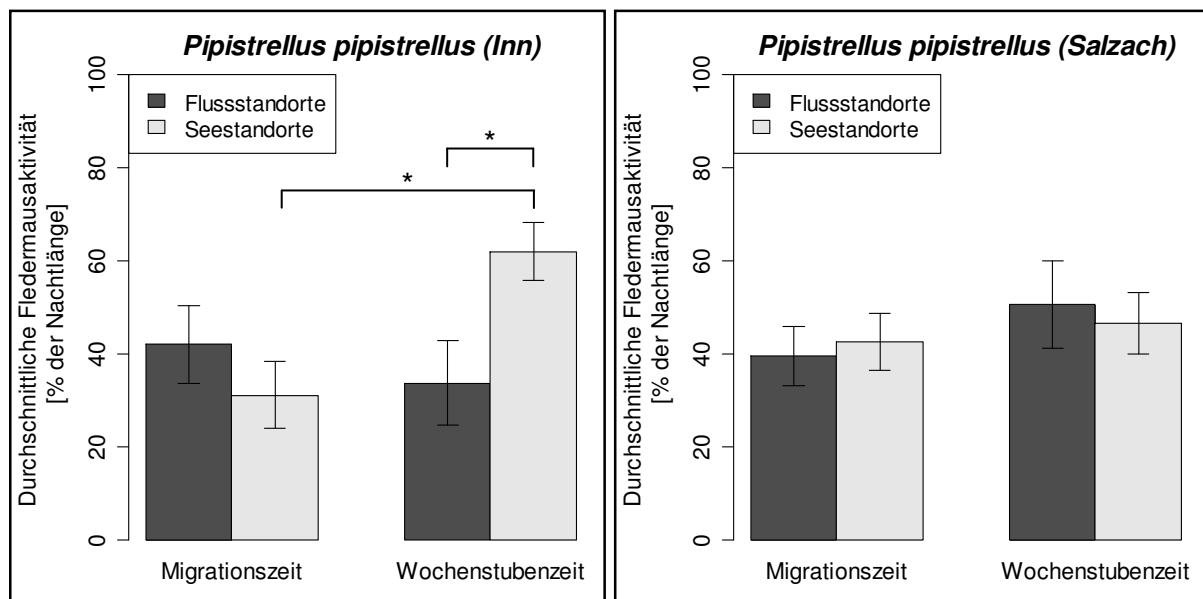 Pipistrellus pipistrellus (Inn)
Durchschnittliche Fledermausaktivität
[% der Nachtlänge]
100
80
60
40
20
0
Flussstandorte
Seestandorte
*
*
Migrationszeit
Wochenstubenzeit
Pipistrellus pipistrellus (Salzach)
Durchschnittliche Fledermausaktivität
[% der Nachtlänge]
100
80
60
40
20
0
Flussstandorte
Seestandorte
Migrationszeit
Wochenstubenzeit